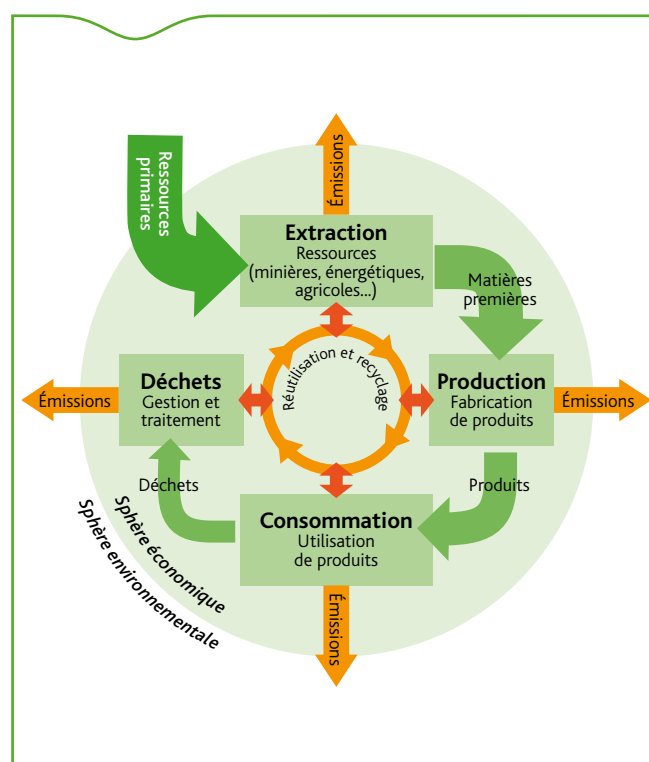 Ressources
primaires
Émissions
Extraction
Ressources
(minières, énergétiques,
agricoles...)
Matières
premières
Réutilisation et recyclage
Déchets
Gestion et
traitement
Émissions
Production
Fabrication
de produits
Émissions
Déchets
Produits
Consommation
Utilisation
de produits
Émissions
Sphère économique
Sphère environnementale